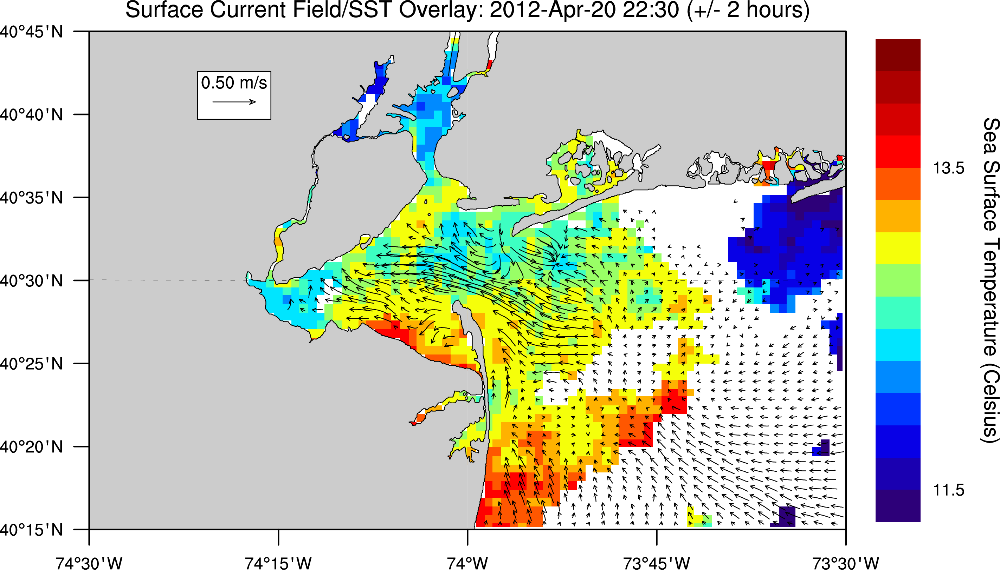 Surface Current Field/SST Overlay: 2012-Apr-20 22:30 (+/- 2 hours)
40°45'N
0.50 m/s
40°40'N
13.5
40°35'N
40°30'N
Sea Surface Temperature (Celsius)
40°25'N
40°20'N
11.5
40°15'N
74°30'W
74°15'W
74°W
73°45'W
73°30'W